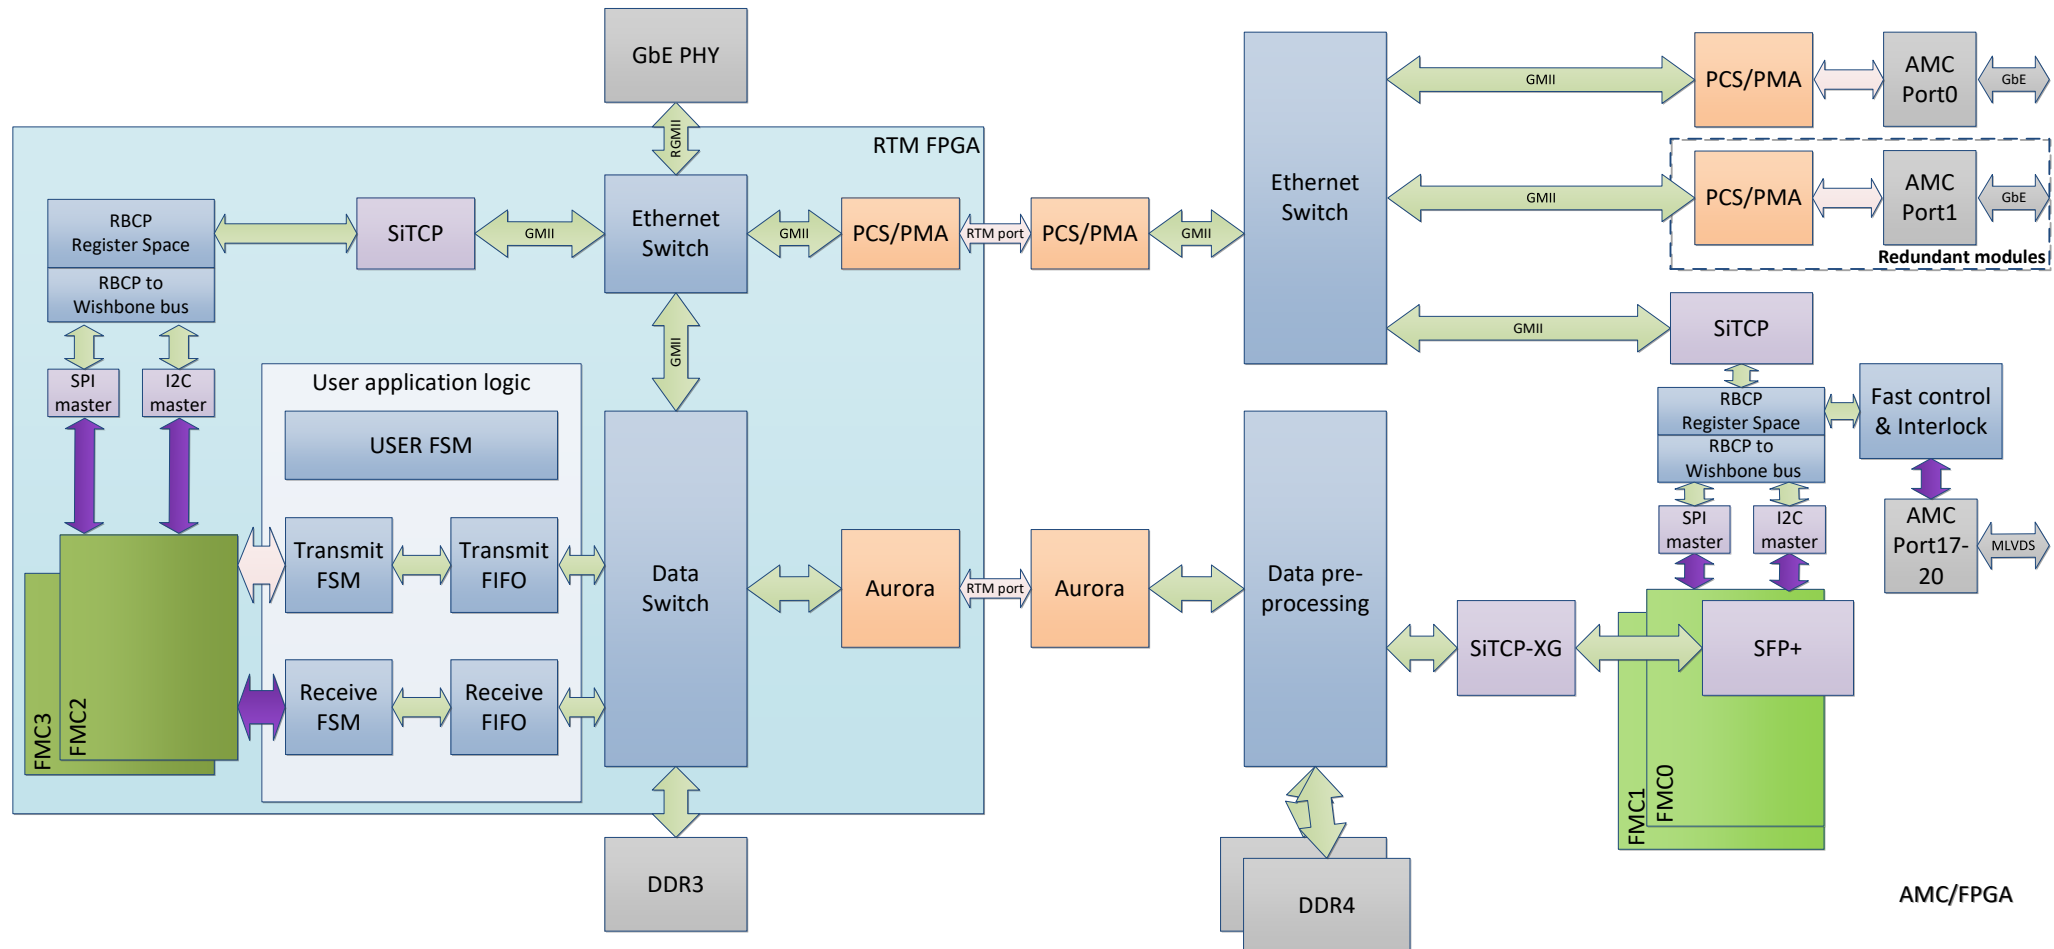 GbE PHY
RGMII
RTM FPGA
RBCP
Register Space
RBCP to
Wishbone bus
SiTCP
GMII
Ethernet
Switch
GMII
PCS/PMA
RTM port
PCS/PMA
GMII
Ethernet
Switch
GMII
PCS/PMA
AMC
Port0
GbE
GMII
PCS/PMA
AMC
Port1
GbE
Redundant modules
GMII
SiTCP
SPI
master
I2C
master
GMII
User application logic
USER FSM
Transmit
FSM
Transmit
FIFO
Receive
FSM
Receive
FIFO
FMC3
FMC2
Data
Switch
Aurora
RTM port
Aurora
Data pre-
processing
DDR3
DDR4
RBCP
Register Space
RBCP to
Wishbone bus
Fast control
& Interlock
SPI
master
I2C
master
AMC
Port17-
20
MLVDS
SiTCP-XG
SFP+
FMC1
FMC0
AMC/FPGA